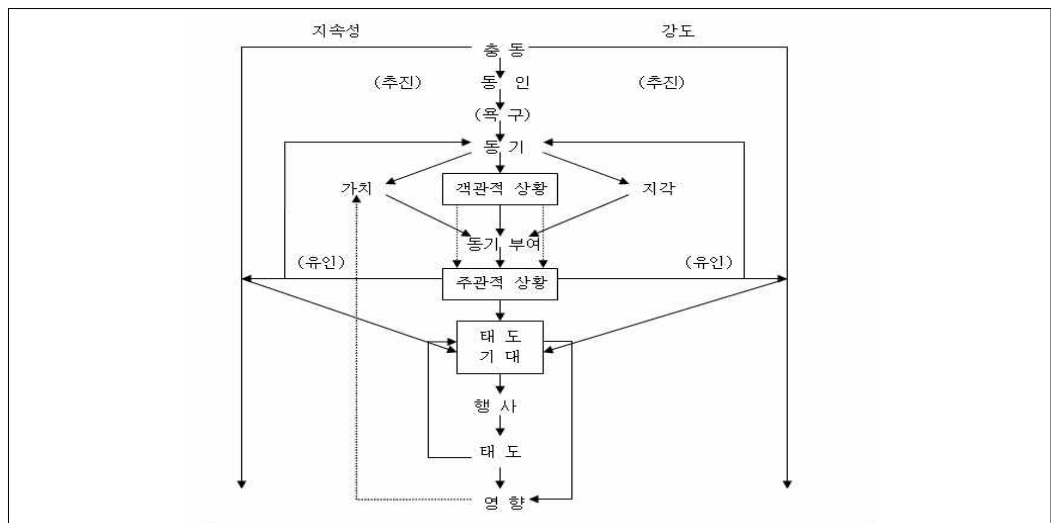 지속성 강도
충 동
(추진) 동 인 (추진)
(욕 구)
동 기
가치 객관적 상황 지각
동기 부여
(유인) (유인)
주관적 상황
태 도
기 대
행 사
태 도
영 향